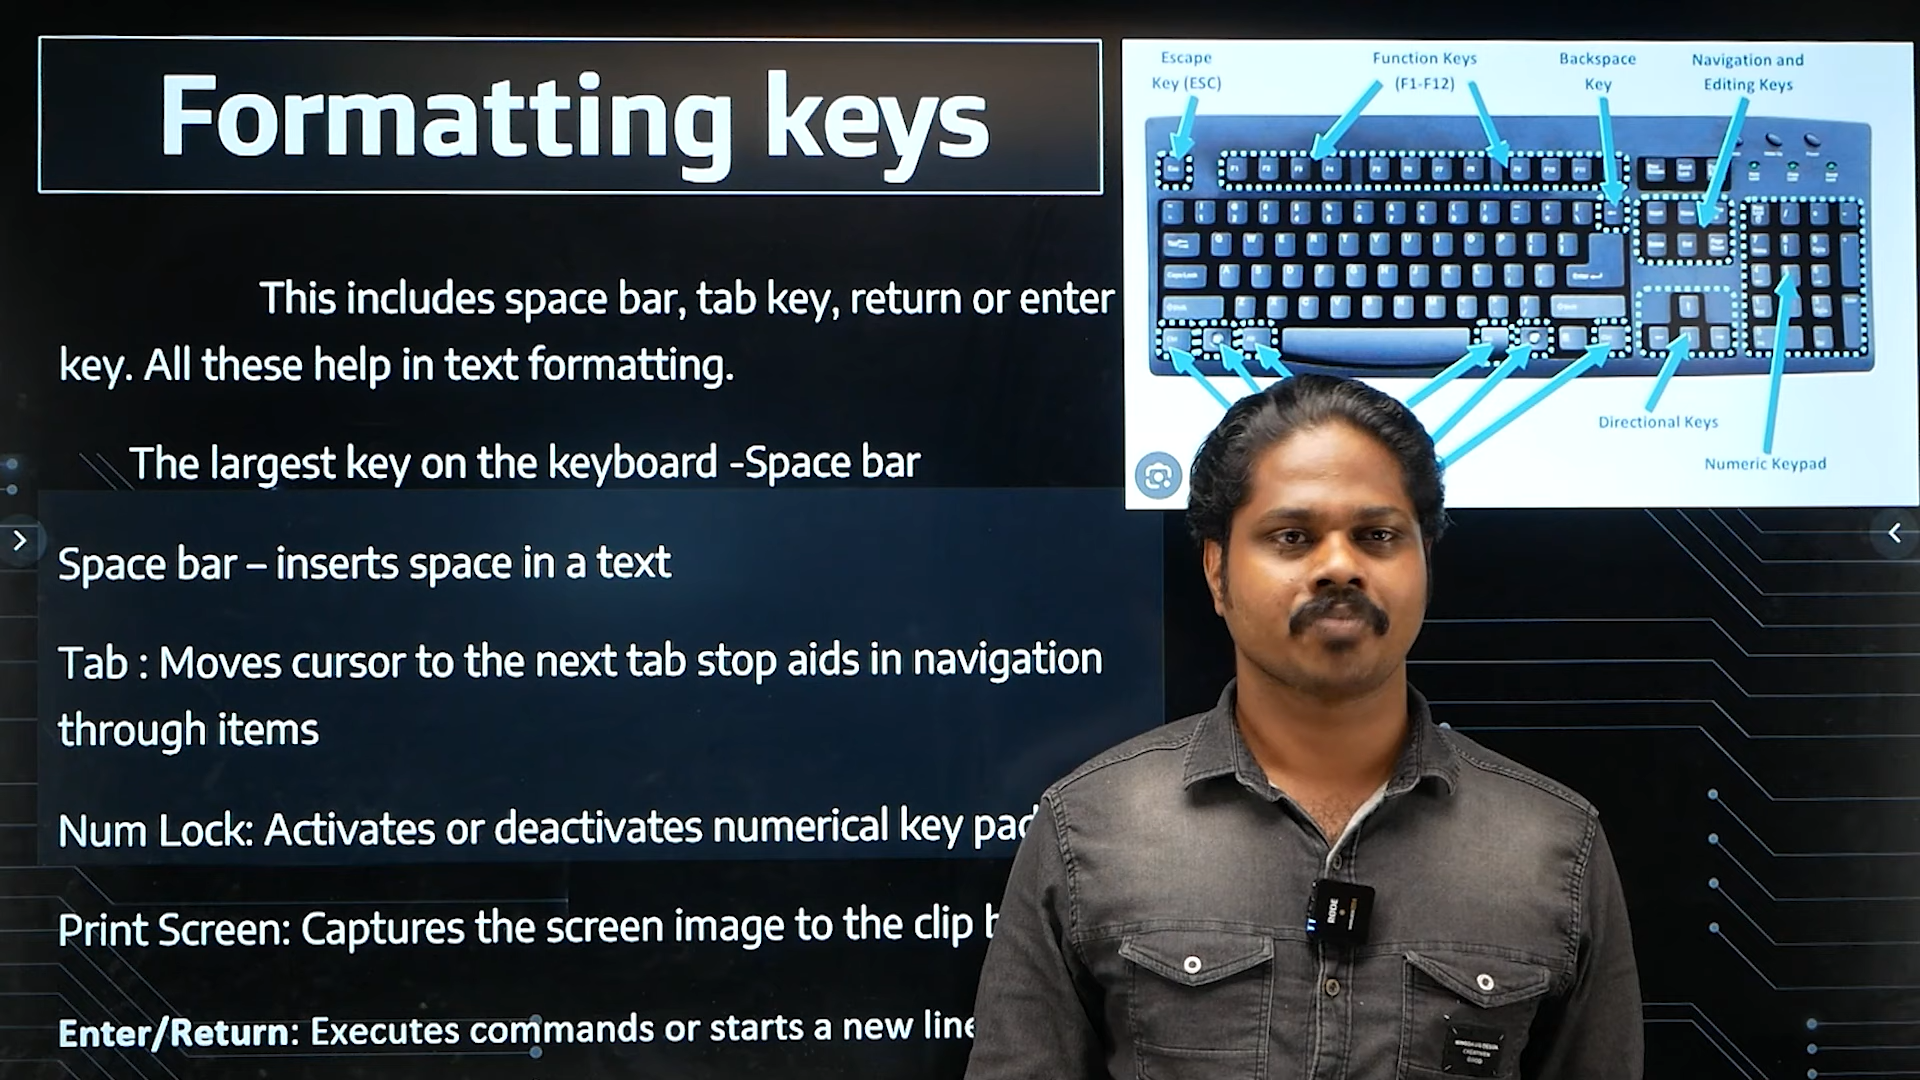 Formatting keys
This includes space bar, tab key, return or enter
key. All these help in text formatting.
The largest key on the keyboard -Space bar
Space bar – inserts space in a text
Tab : Moves cursor to the next tab stop aids in navigation
through items
Num Lock: Activates or deactivates numerical key pad
Print Screen: Captures the screen image to the clip b
Enter/Return: Executes commands or starts a new line
Escape
Key (ESC)
Function Keys
(F1-F12)
Backspace
Key
Navigation and
Editing Keys
Directional Keys
Numeric Keypad
RØDE